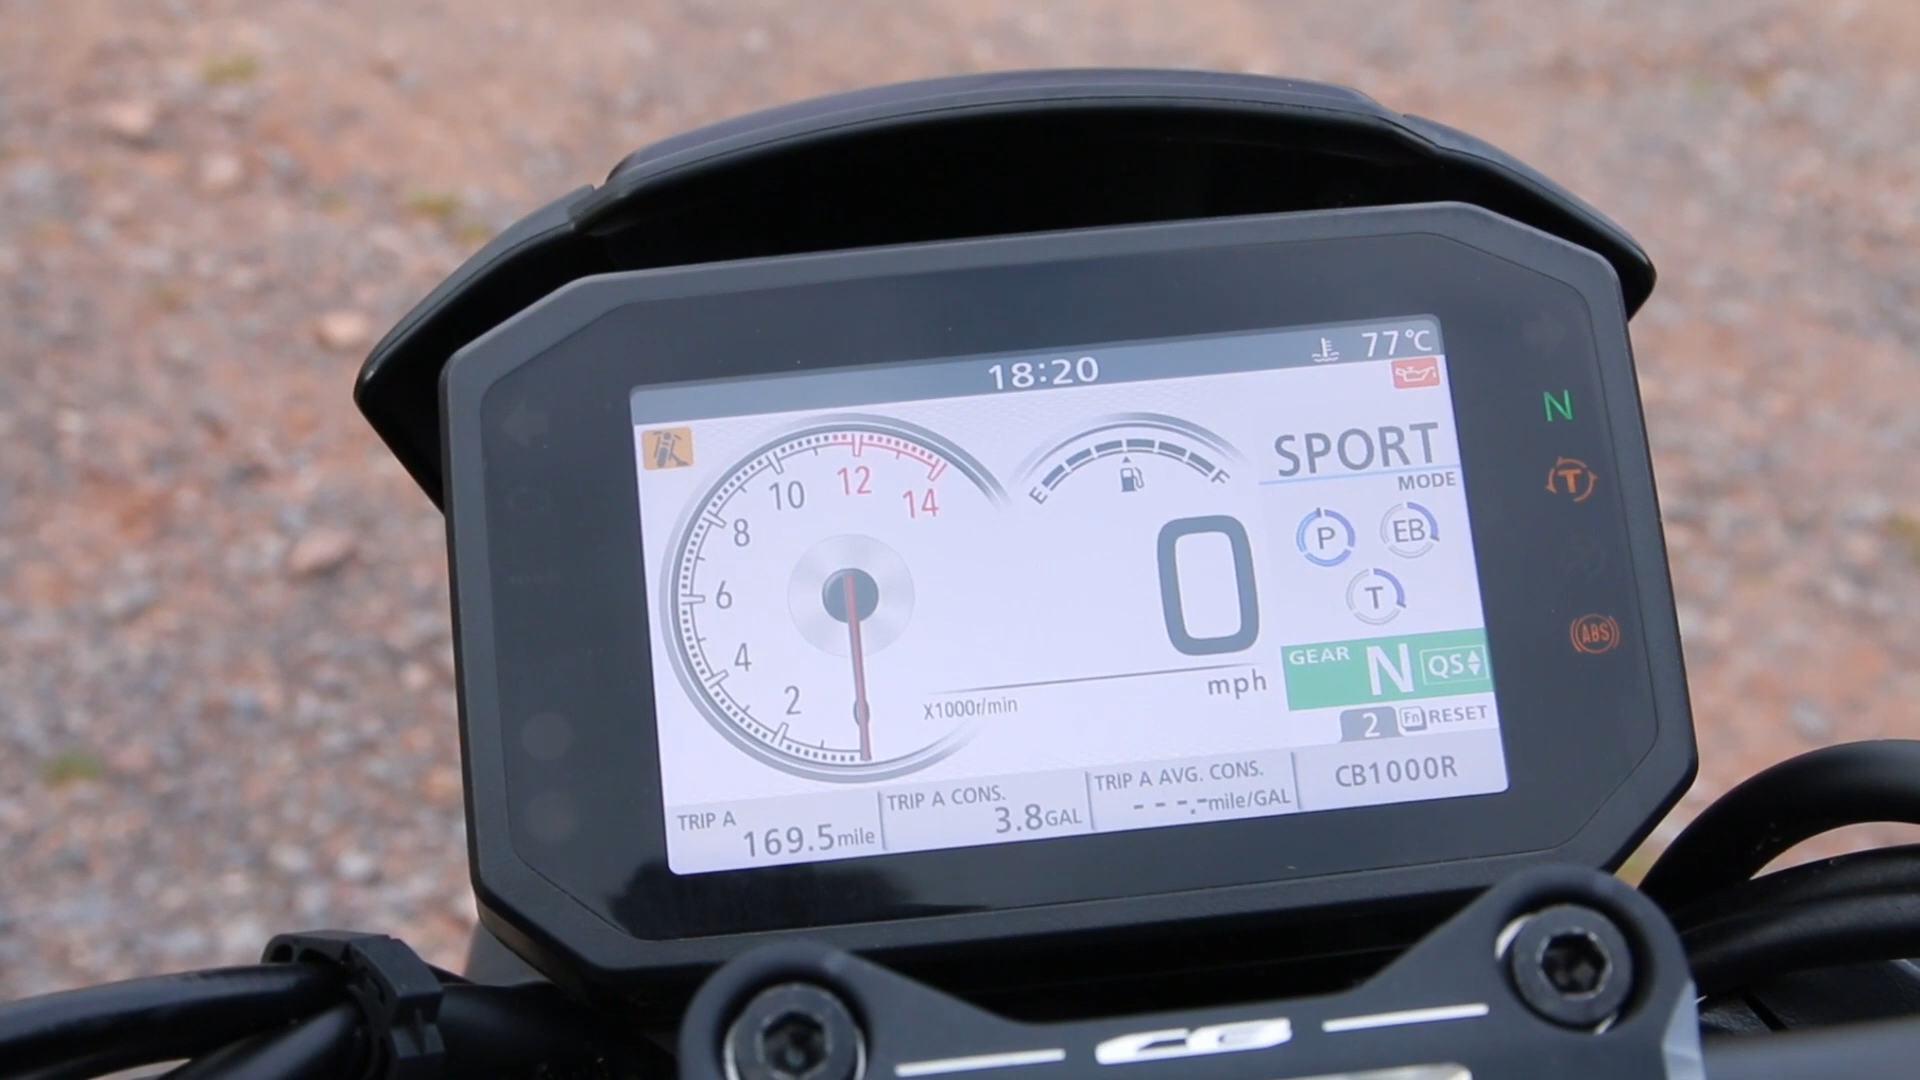 18:20
77°C
SPORT
MODE
P
EB
T
GEAR
N
QS
2
Fn
RESET
14
12
10
8
6
4
2
0
X1000r/min
E
F
0
mph
TRIP A
169.5mile
TRIP A CONS.
3.8GAL
TRIP A AVG. CONS.
---.-mile/GAL
CB1000R
N
T
ABS
CB